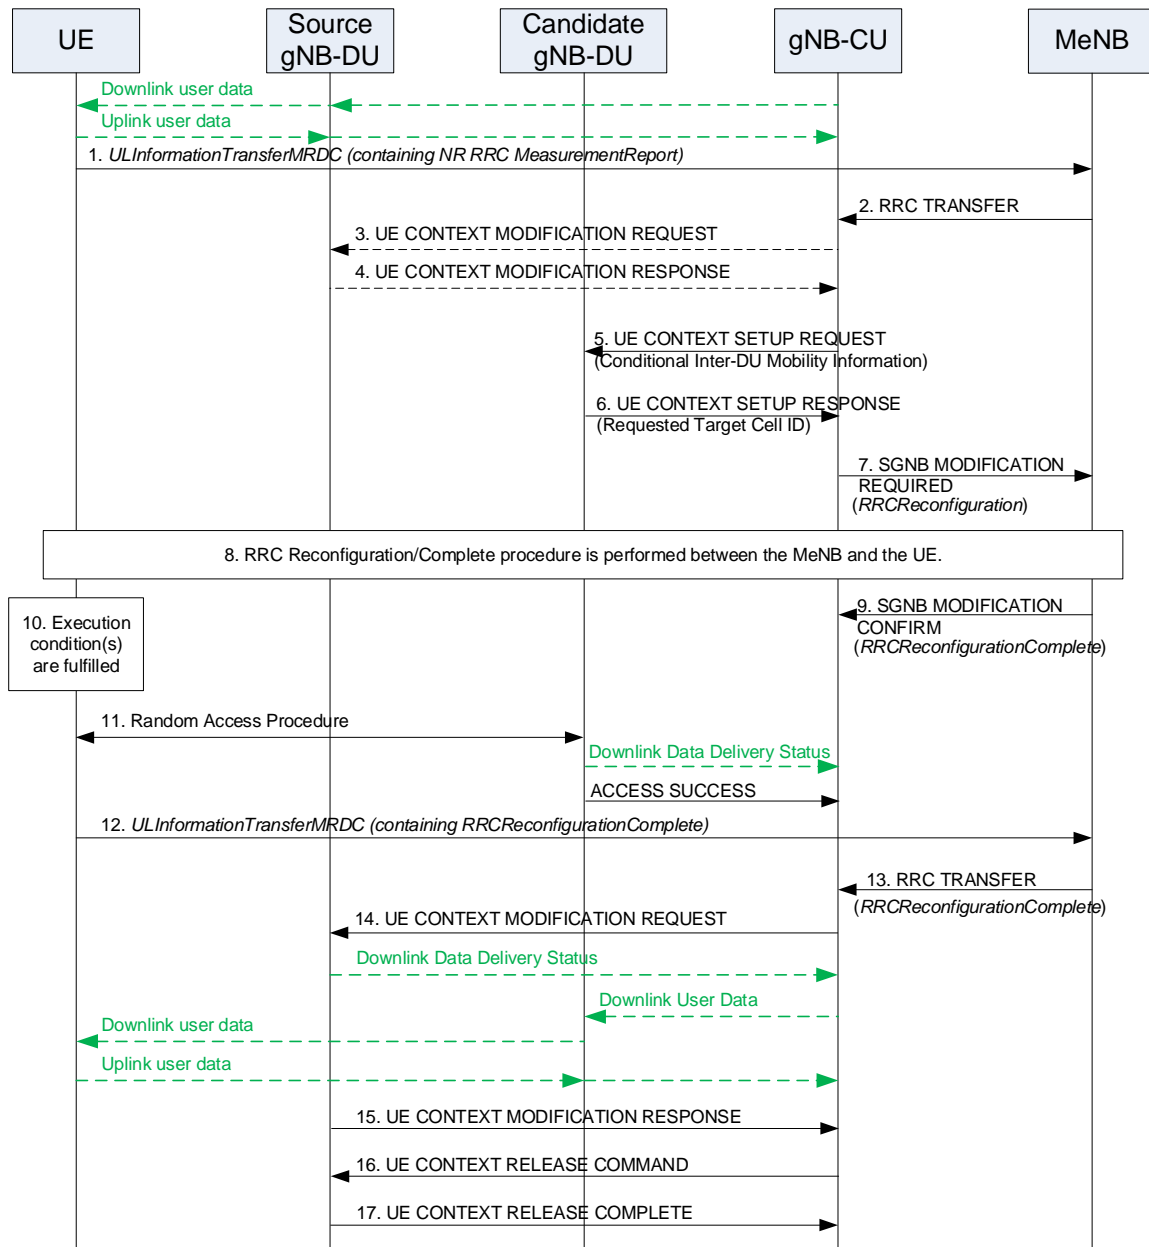 UE
Source
gNB-DU
Candidate
gNB-DU
gNB-CU
MeNB
Downlink user data
Uplink user data
1. ULInformationTransferMRDC (containing NR RRC MeasurementReport)
2. RRC TRANSFER
3. UE CONTEXT MODIFICATION REQUEST
4. UE CONTEXT MODIFICATION RESPONSE
5. UE CONTEXT SETUP REQUEST
(Conditional Inter-DU Mobility Information)
6. UE CONTEXT SETUP RESPONSE
(Requested Target Cell ID)
7. SGNB MODIFICATION
REQUIRED
(RRCReconfiguration)
8. RRC Reconfiguration/Complete procedure is performed between the MeNB and the UE.
9. SGNB MODIFICATION
CONFIRM
(RRCReconfigurationComplete)
10. Execution
condition(s)
are fulfilled
11. Random Access Procedure
Downlink Data Delivery Status
ACCESS SUCCESS
12. ULInformationTransferMRDC (containing RRCReconfigurationComplete)
13. RRC TRANSFER
(RRCReconfigurationComplete)
14. UE CONTEXT MODIFICATION REQUEST
Downlink Data Delivery Status
Downlink User Data
Downlink user data
Uplink user data
15. UE CONTEXT MODIFICATION RESPONSE
16. UE CONTEXT RELEASE COMMAND
17. UE CONTEXT RELEASE COMPLETE